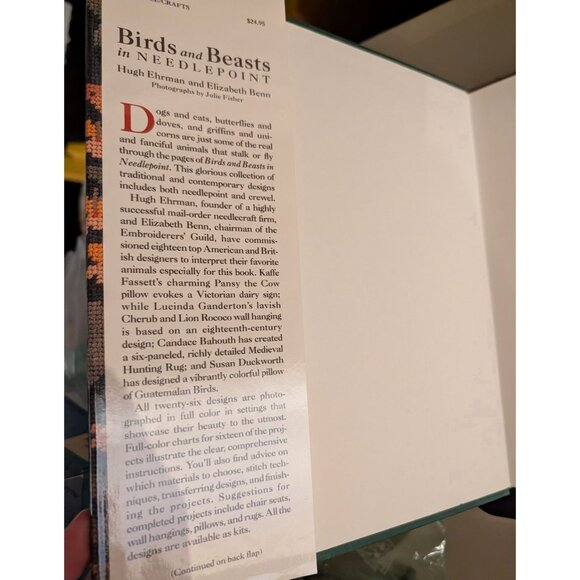 E/CRAFTS
$24.95
Birds and Beasts
in NEEDLEPOINT
Hugh Ehrman and Elizabeth Benn
Photographs by Julie Fisher
Dogs and cats, butterflies and
doves, and griffins and uni-
corns are just some of the real
and fanciful animals that stalk or fly
through the pages of Birds and Beasts in
Needlepoint. This glorious collection of
traditional and contemporary designs
includes both needlepoint and crewel.
Hugh Ehrman, founder of a highly
successful mail-order needlecraft firm,
and Elizabeth Benn, chairman of the
Embroiderers' Guild, have commis-
sioned eighteen top American and Brit-
ish designers to interpret their favorite
animals especially for this book. Kaffe
Fassett's charming Pansy the Cow
pillow evokes a Victorian dairy sign;
while Lucinda Ganderton's lavish
Cherub and Lion Rococo wall hanging
is based on an eighteenth-century
design; Candace Bahouth has created
a six-paneled, richly detailed Medieval
Hunting Rug; and Susan Duckworth
has designed a vibrantly colorful pillow
of Guatemalan Birds.
All twenty-six designs are photo-
graphed in full color in settings that
showcase their beauty to the utmost.
Full-color charts for sixteen of the proj-
ects illustrate the clear, comprehensive
instructions. You'll also find advice on
which materials to choose, stitch tech-
niques, transferring designs, and finish-
ing the projects. Suggestions for
completed projects include chair seats,
wall hangings, pillows, and rugs. All the
designs are available as kits.
(Continued on back flap)